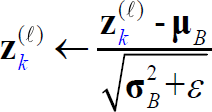 z_k^(ℓ) ← (z_k^(ℓ) - μ_B) / √(σ_B^2 + ε)